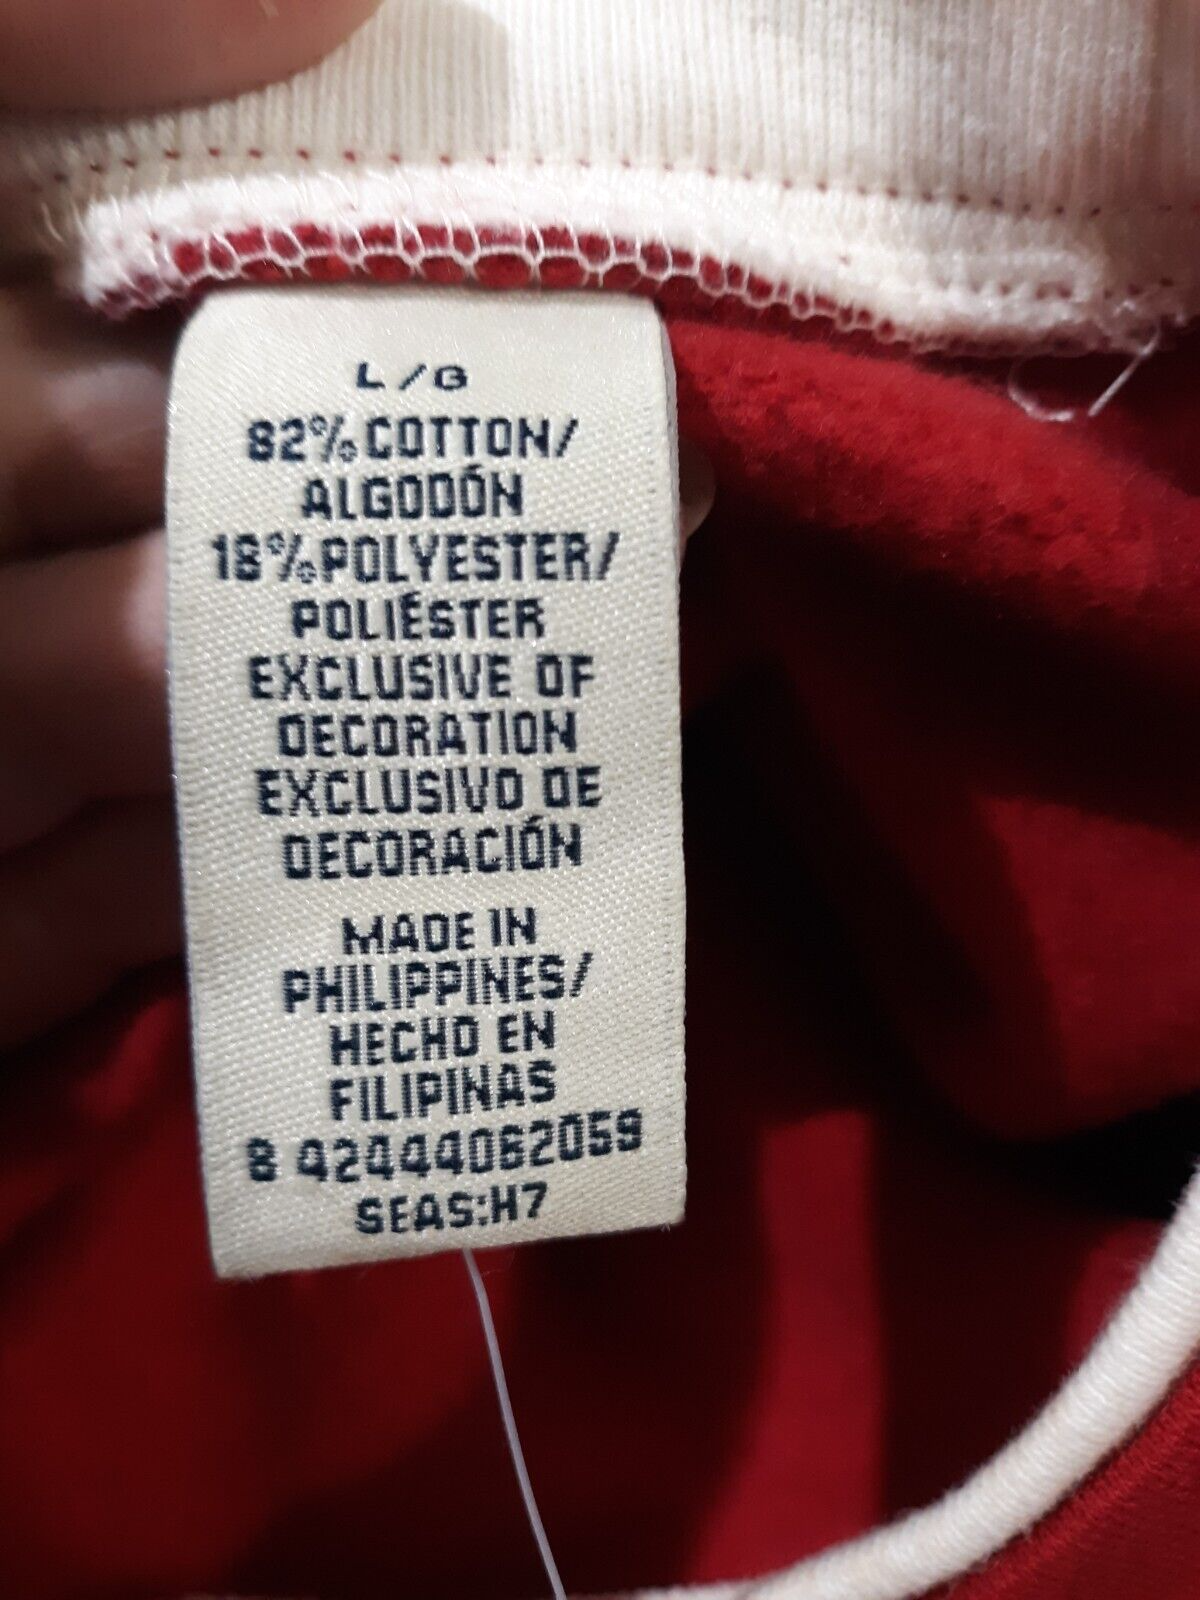 L/G
82% COTTON/
ALGODÓN
18% POLYESTER/
POLIÉSTER
EXCLUSIVE OF
DECORATION
EXCLUSIVO DE
DECORACIÓN
MADE IN
PHILIPPINES/
HECHO EN
FILIPINAS
8 42444062059
SEAS:H7